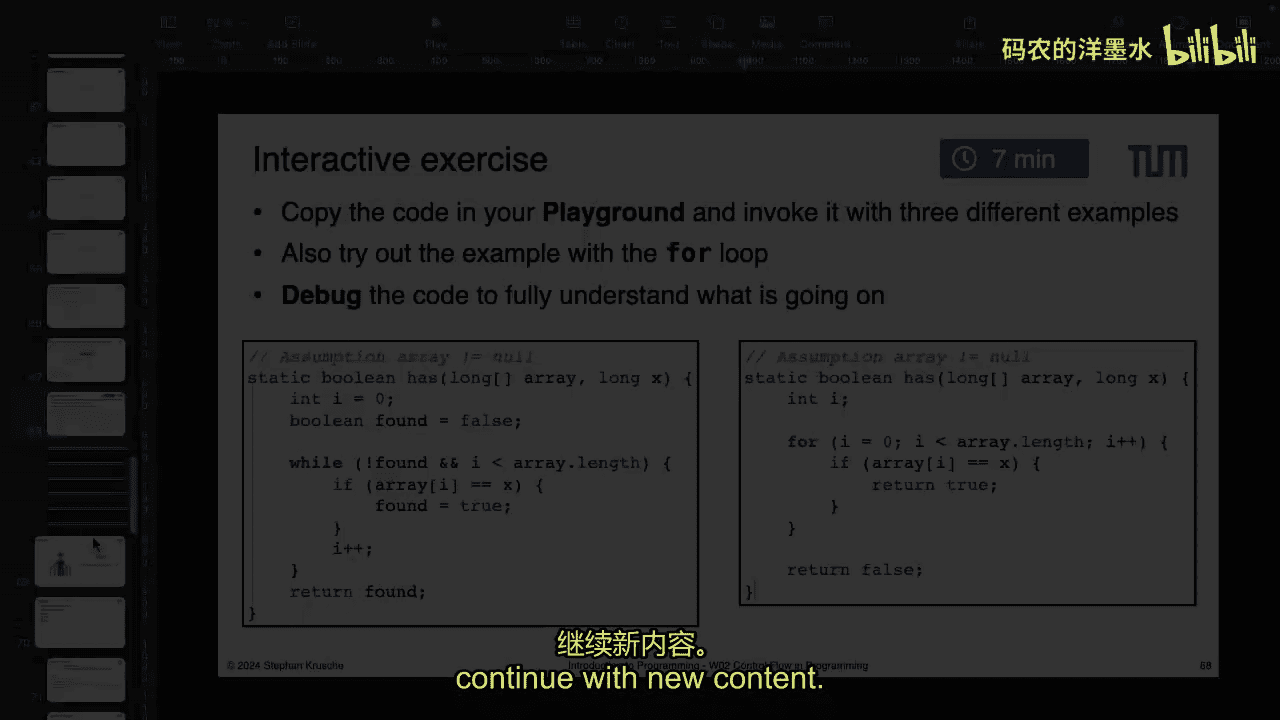 码农的洋墨水 bilibili
Interactive exercise
7 min
TUM
• Copy the code in your Playground and invoke it with three different examples
• Also try out the example with the for loop
• Debug the code to fully understand what is going on
// Assumption array != null
static boolean has(long[] array, long x) {
int i = 0;
boolean found = false;
while (!found && i < array.length) {
if (array[i] == x) {
found = true;
}
i++;
}
return found;
}
// Assumption array != null
static boolean has(long[] array, long x) {
int i;
for (i = 0; i < array.length; i++) {
if (array[i] == x) {
return true;
}
}
return false;
}
继续新内容。
© 2024 Stephan Krusche
Introduction to Programming - W02 Control Flow in Programming
68
continue with new content.